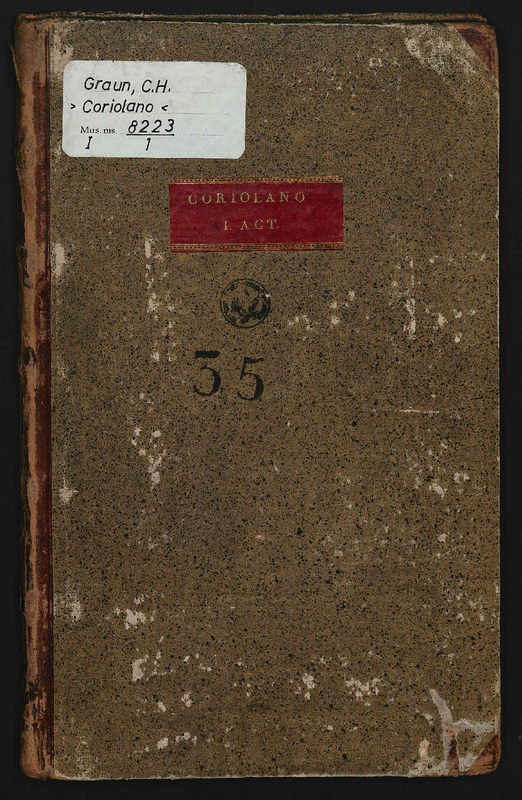 Graun, C.H.
> Coriolano <
Mus. ms. 8223
I 1
CORIOLANO
I. ACT.
35